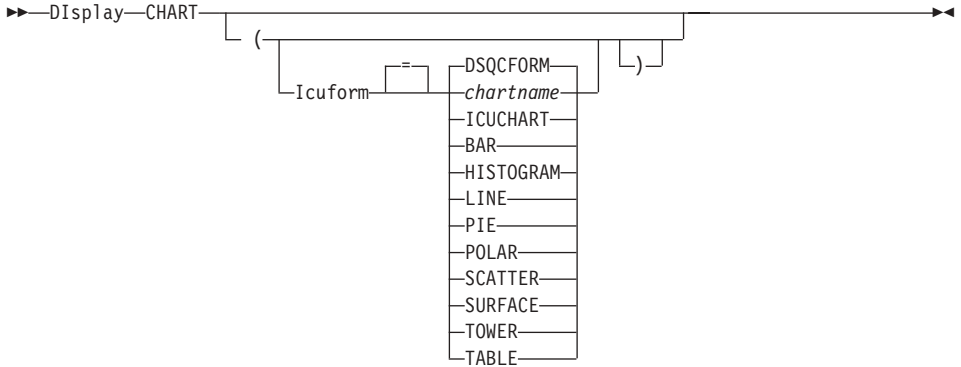 DIsplay CHART
(
)
= DSQCFORM
Icuform chartname
ICUCHART
BAR
HISTOGRAM
LINE
PIE
POLAR
SCATTER
SURFACE
TOWER
TABLE